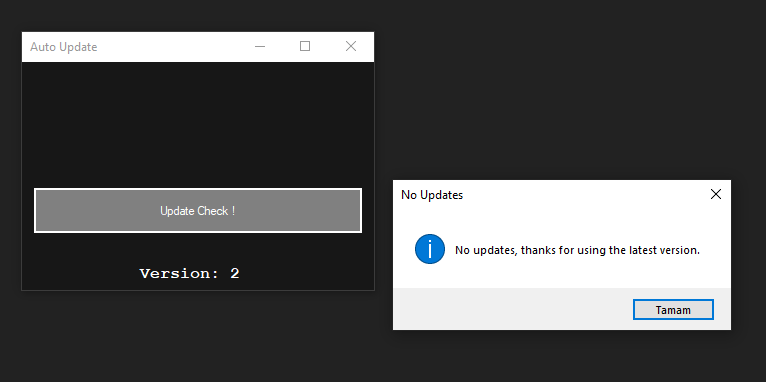 Auto Update
Update Check !
Version: 2
No Updates
No updates, thanks for using the latest version.
Tamam